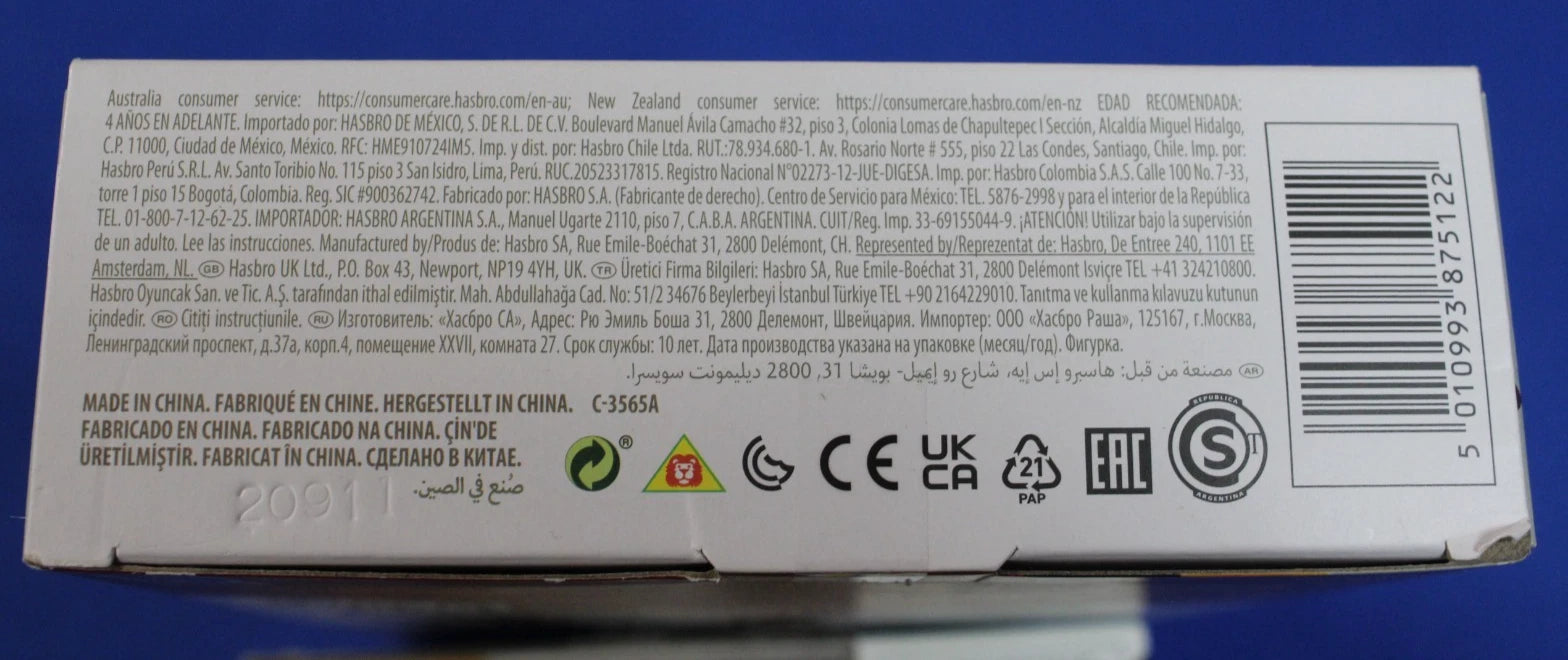 Australia consumer service: https://consumercare.hasbro.com/en-au; New Zealand consumer service: https://consumercare.hasbro.com/en-nz EDAD RECOMENDADA:
4 AÑOS EN ADELANTE. Importado por: HASBRO DE MÉXICO, S. DE R.L. DE C.V. Boulevard Manuel Ávila Camacho #32, piso 3, Colonia Lomas de Chapultepec I Sección, Alcaldía Miguel Hidalgo,
C.P. 11000, Ciudad de México, México. RFC: HME910724IM5. Imp. y dist. por: Hasbro Chile Ltda. RUT.:78.934.680-1. Av. Rosario Norte # 555, piso 22 Las Condes, Santiago, Chile. Imp. por:
Hasbro Perú S.R.L. Av. Santo Toribio No. 115 piso 3 San Isidro, Lima, Perú. RUC.20523317815. Registro Nacional N°02273-12-JUE-DIGESA. Imp. por: Hasbro Colombia S.A.S. Calle 100 No. 7-33,
torre 1 piso 15 Bogotá, Colombia. Reg. SIC #900362742. Fabricado por: HASBRO S.A. (Fabricante de derecho). Centro de Servicio para México: TEL. 5876-2998 y para el interior de la República
TEL. 01-800-7-12-62-25. IMPORTADOR: HASBRO ARGENTINA S.A., Manuel Ugarte 2110, piso 7, C.A.B.A. ARGENTINA. CUIT/Reg. Imp. 33-69155044-9. ¡ATENCIÓN! Utilizar bajo la supervisión
de un adulto. Lee las instrucciones. Manufactured by/Produs de: Hasbro SA, Rue Emile-Boéchat 31, 2800 Delémont, CH. Represented by/Reprezentat de: Hasbro, De Entree 240, 1101 EE
Amsterdam, NL. GB Hasbro UK Ltd., P.O. Box 43, Newport, NP19 4YH, UK. TR Üretici Firma Bilgileri: Hasbro SA, Rue Emile-Boéchat 31, 2800 Delémont Isviçre TEL +41 324210800.
Hasbro Oyuncak San. ve Tic. A.Ş. tarafından ithal edilmiştir. Mah. Abdullahağa Cad. No: 51/2 34676 Beylerbeyi İstanbul Türkiye TEL +90 2164229010. Tanıtma ve kullanma kılavuzu kutunun
içindedir. RO Citiți instrucțiunile. RU Изготовитель: «Хасбро СА», Адрес: Рю Эмиль Боша 31, 2800 Делемонт, Швейцария. Импортер: ООО «Хасбро Раша», 125167, г.Москва,
Ленинградский проспект, д.37а, корп.4, помещение XXVII, комната 27. Срок службы: 10 лет. Дата производства указана на упаковке (месяц/год). Фигурка.
AR مصنعة من قبل: هاسبرو إس إيه، شارع رو إيميل- بويشا 31, 2800 ديليمونت سويسرا.
MADE IN CHINA. FABRIQUÉ EN CHINE. HERGESTELLT IN CHINA. C-3565A
FABRICADO EN CHINA. FABRICADO NA CHINA. ÇİN'DE
ÜRETİLMİŞTİR. FABRICAT ÎN CHINA. СДЕЛАНО В КИТАЕ.
صُنع في الصين.
20911
®
CE
UK
CA
21
PAP
EAC
REPUBLICA
S T
ARGENTINA
5 010993 875122